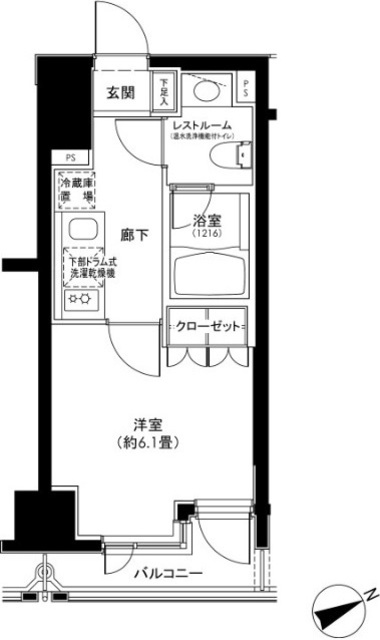 玄関
下足入
PS
レストルーム
(温水洗浄機能付トイレ)
PS
冷蔵庫
置場
廊下
浴室
(1216)
下部ドラム式
洗濯乾燥機
クローゼット
洋室
(約6.1畳)
バルコニー
N